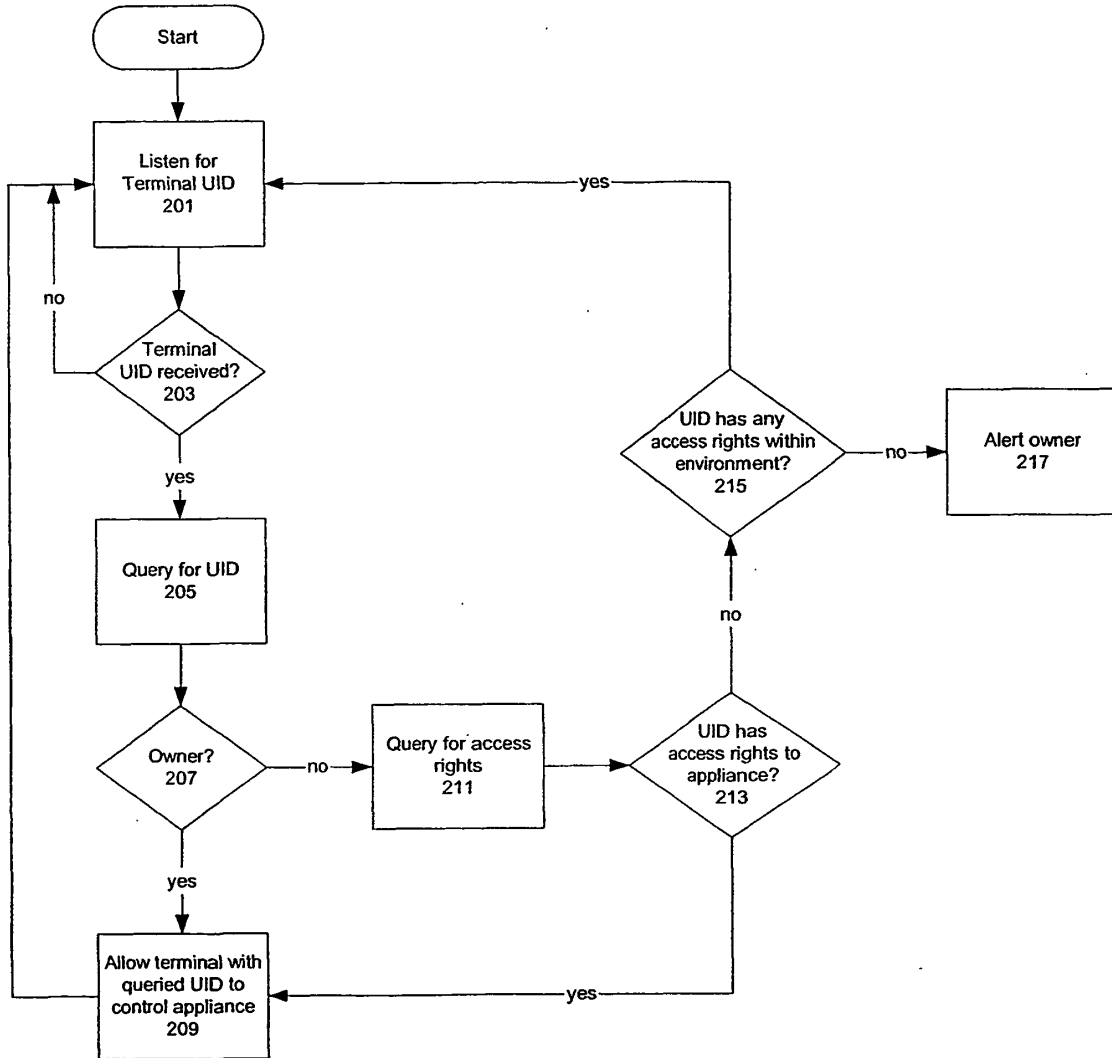 Start
Listen for
Terminal UID
201
yes
no
Terminal
UID received?
203
yes
UID has any
access rights within
environment?
215
no
Alert owner
217
Query for UID
205
no
Owner?
207
no
Query for access
rights
211
UID has
access rights to
appliance?
213
yes
Allow terminal with
queried UID to
control appliance
209
yes